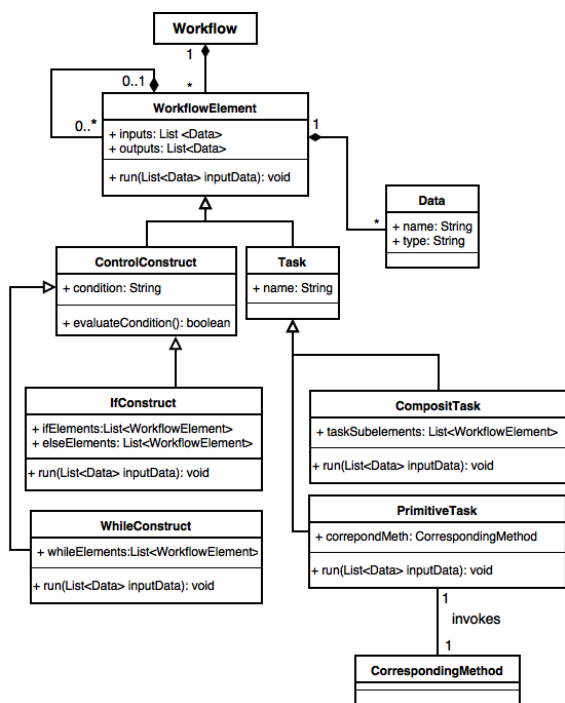 Workflow
1
*
0..1
0..*
WorkflowElement
+ inputs: List <Data>
+ outputs: List<Data>
+ run(List<Data> inputData): void
1
*
Data
+ name: String
+ type: String
ControlConstruct
+ condition: String
+ evaluateCondition(): boolean
Task
+ name: String
IfConstruct
+ ifElements:List<WorkflowElement>
+ elseElements: List<WorkflowElement>
+ run(List<Data> inputData): void
CompositTask
+ taskSubelements: List<WorkflowElement>
+ run(List<Data> inputData): void
WhileConstruct
+ whileElements:List<WorkflowElement>
+ run(List<Data> inputData): void
PrimitiveTask
+ correpondMeth: CorrespondingMethod
+ run(List<Data> inputData): void
1
invokes
1
CorrespondingMethod